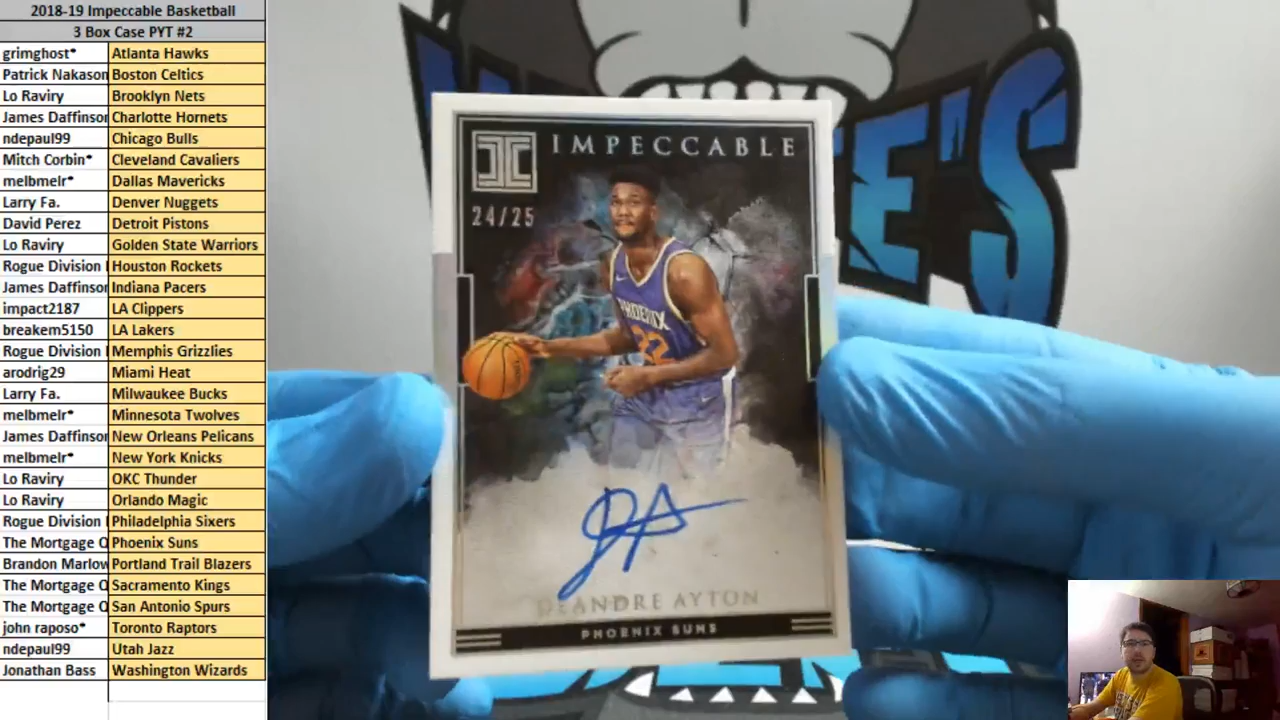 2018-19 Impeccable Basketball
3 Box Case PYT #2
grimghost* Atlanta Hawks
Patrick Nakason Boston Celtics
Lo Raviry Brooklyn Nets
James Daffinson Charlotte Hornets
ndepaul99 Chicago Bulls
Mitch Corbin* Cleveland Cavaliers
melbmelr* Dallas Mavericks
Larry Fa. Denver Nuggets
David Perez Detroit Pistons
Lo Raviry Golden State Warriors
Rogue Division Houston Rockets
James Daffinson Indiana Pacers
impact2187 LA Clippers
breakem5150 LA Lakers
Rogue Division Memphis Grizzlies
arodrig29 Miami Heat
Larry Fa. Milwaukee Bucks
melbmelr* Minnesota Twolves
James Daffinson New Orleans Pelicans
melbmelr* New York Knicks
Lo Raviry OKC Thunder
Lo Raviry Orlando Magic
Rogue Division Philadelphia Sixers
The Mortgage Phoenix Suns
Brandon Marlow Portland Trail Blazers
The Mortgage Sacramento Kings
The Mortgage San Antonio Spurs
john raposo* Toronto Raptors
ndepaul99 Utah Jazz
Jonathan Bass Washington Wizards
IMPECCABLE
24/25
PHOENIX
22
DA
DEANDRE AYTON
PHOENIX SUNS